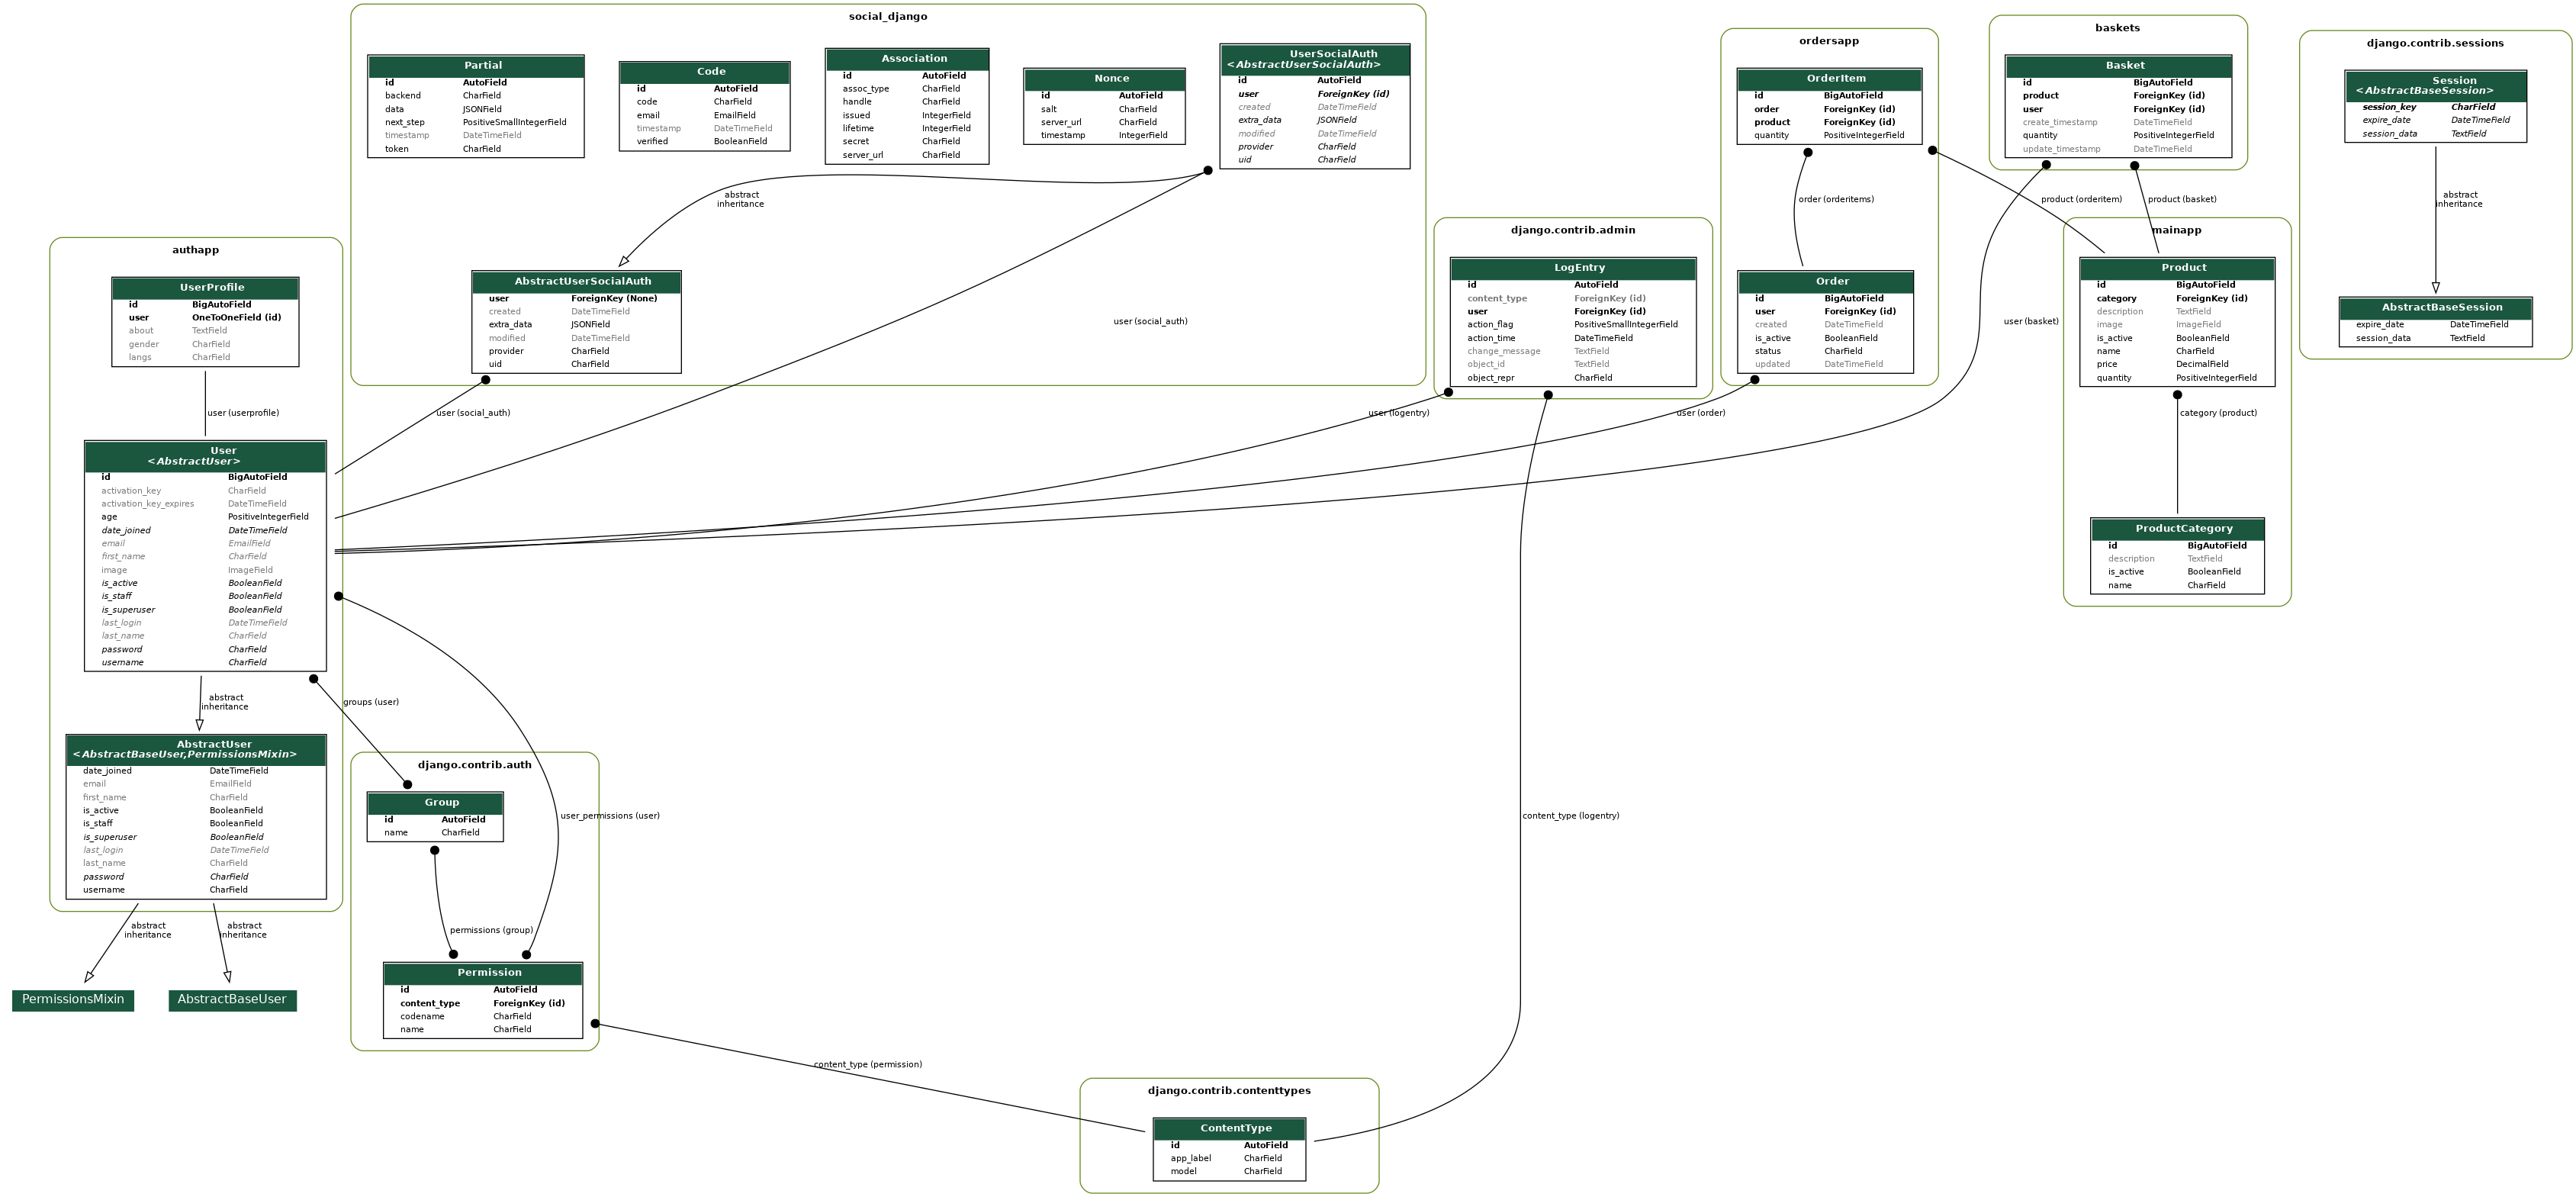 social_django
Partial
id AutoField
backend CharField
data JSONField
next_step PositiveSmallIntegerField
timestamp DateTimeField
token CharField
Code
id AutoField
code CharField
email EmailField
timestamp DateTimeField
verified BooleanField
Association
id AutoField
assoc_type CharField
handle CharField
issued IntegerField
lifetime IntegerField
secret CharField
server_url CharField
Nonce
id AutoField
salt CharField
server_url CharField
timestamp IntegerField
UserSocialAuth
<AbstractUserSocialAuth>
id AutoField
user ForeignKey (id)
created DateTimeField
extra_data JSONField
modified DateTimeField
provider CharField
uid CharField
abstract
inheritance
AbstractUserSocialAuth
user ForeignKey (None)
created DateTimeField
extra_data JSONField
modified DateTimeField
provider CharField
uid CharField
user (social_auth)
user (social_auth)
ordersapp
OrderItem
id BigAutoField
order ForeignKey (id)
product ForeignKey (id)
quantity PositiveIntegerField
order (orderitems)
Order
id BigAutoField
user ForeignKey (id)
created DateTimeField
is_active BooleanField
status CharField
updated DateTimeField
user (order)
baskets
Basket
id BigAutoField
product ForeignKey (id)
user ForeignKey (id)
create_timestamp DateTimeField
quantity PositiveIntegerField
update_timestamp DateTimeField
product (orderitem)
product (basket)
user (basket)
django.contrib.sessions
Session
<AbstractBaseSession>
session_key CharField
expire_date DateTimeField
session_data TextField
abstract
inheritance
AbstractBaseSession
expire_date DateTimeField
session_data TextField
django.contrib.admin
LogEntry
id AutoField
content_type ForeignKey (id)
user ForeignKey (id)
action_flag PositiveSmallIntegerField
action_time DateTimeField
change_message TextField
object_id TextField
object_repr CharField
user (logentry)
content_type (logentry)
mainapp
Product
id BigAutoField
category ForeignKey (id)
description TextField
image ImageField
is_active BooleanField
name CharField
price DecimalField
quantity PositiveIntegerField
category (product)
ProductCategory
id BigAutoField
description TextField
is_active BooleanField
name CharField
authapp
UserProfile
id BigAutoField
user OneToOneField (id)
about TextField
gender CharField
langs CharField
user (userprofile)
User
<AbstractUser>
id BigAutoField
activation_key CharField
activation_key_expires DateTimeField
age PositiveIntegerField
date_joined DateTimeField
email EmailField
first_name CharField
image ImageField
is_active BooleanField
is_staff BooleanField
is_superuser BooleanField
last_login DateTimeField
last_name CharField
password CharField
username CharField
abstract
inheritance
groups (user)
AbstractUser
<AbstractBaseUser,PermissionsMixin>
date_joined DateTimeField
email EmailField
first_name CharField
is_active BooleanField
is_staff BooleanField
is_superuser BooleanField
last_login DateTimeField
last_name CharField
password CharField
username CharField
abstract
inheritance
abstract
inheritance
PermissionsMixin
AbstractBaseUser
django.contrib.auth
Group
id AutoField
name CharField
user_permissions (user)
permissions (group)
Permission
id AutoField
content_type ForeignKey (id)
codename CharField
name CharField
content_type (permission)
django.contrib.contenttypes
ContentType
id AutoField
app_label CharField
model CharField